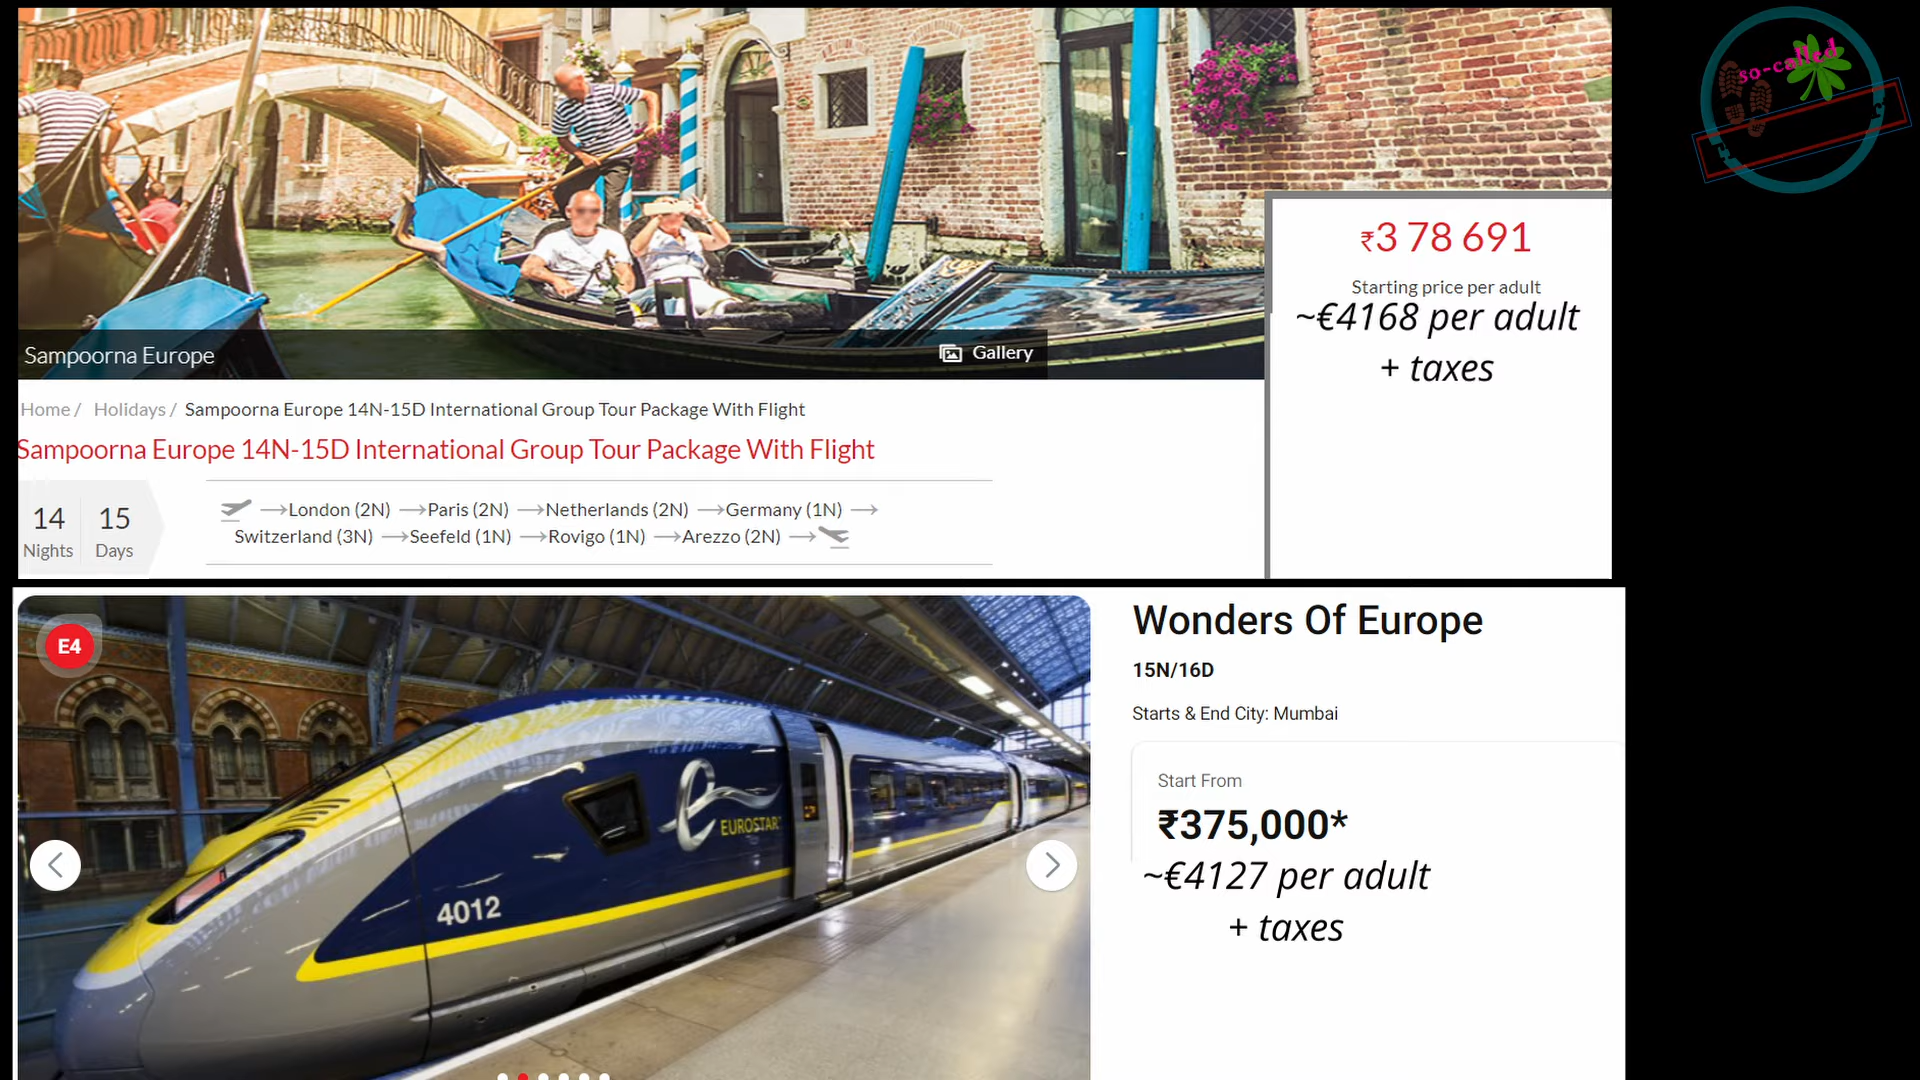 so-called
₹3 78 691
Starting price per adult
~€4168 per adult
+ taxes
Sampoorna Europe
Gallery
Home / Holidays / Sampoorna Europe 14N-15D International Group Tour Package With Flight
Sampoorna Europe 14N-15D International Group Tour Package With Flight
14 Nights
15 Days
→London (2N) →Paris (2N) →Netherlands (2N) →Germany (1N) →
Switzerland (3N) →Seefeld (1N) →Rovigo (1N) →Arezzo (2N) →
E4
EUROSTAR
4012
Wonders Of Europe
15N/16D
Starts & End City: Mumbai
Start From
₹375,000*
~€4127 per adult
+ taxes